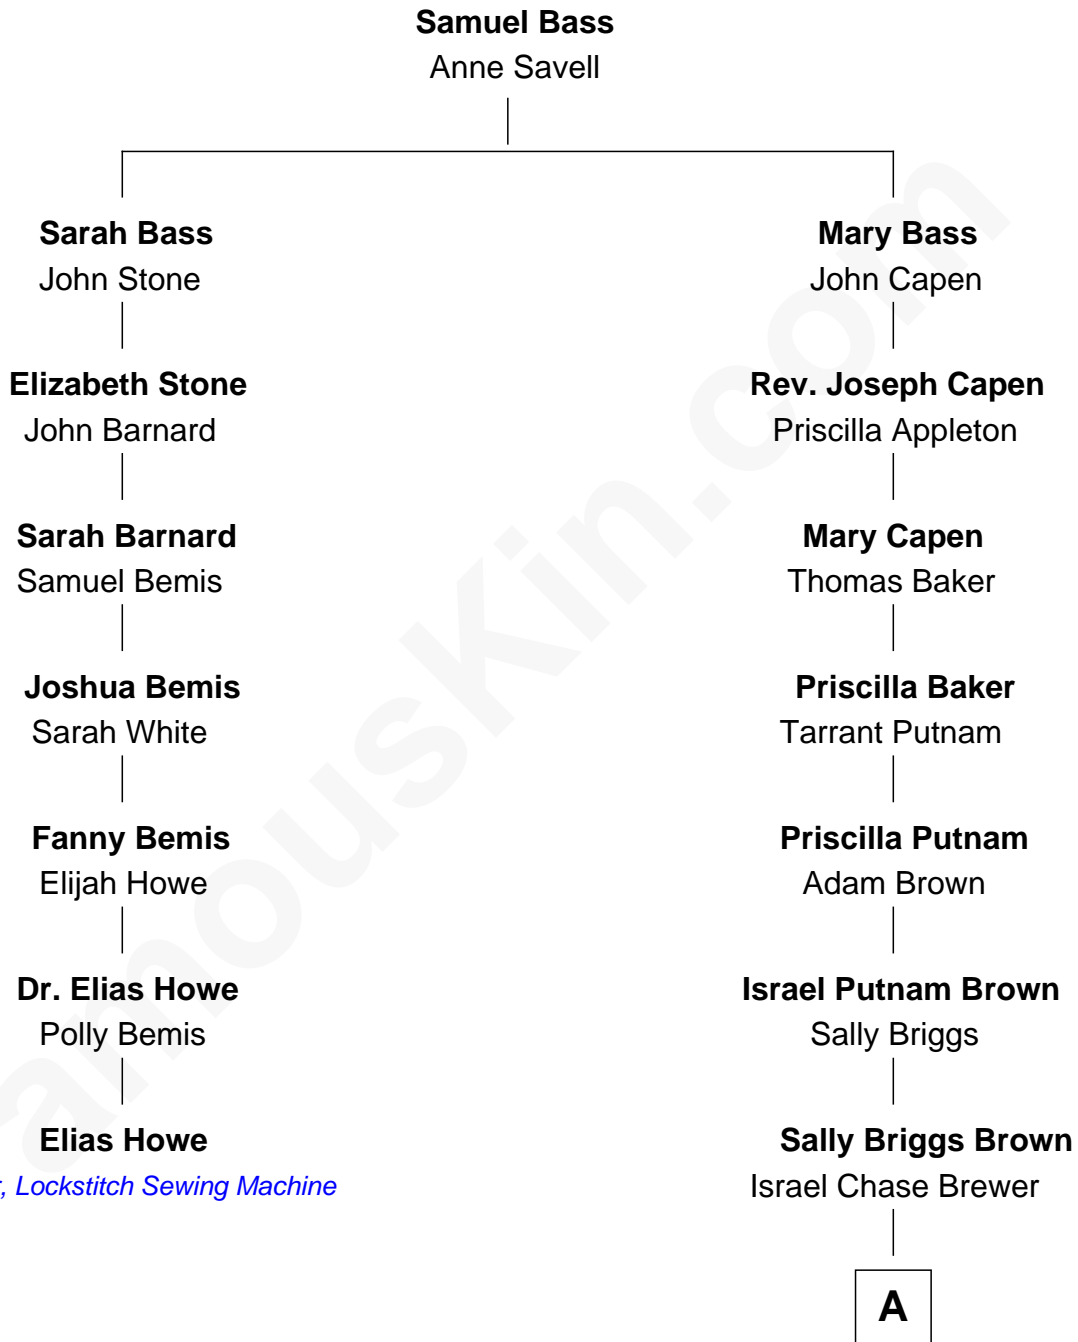 Samuel Bass
Anne Savell
Sarah Bass
John Stone
Mary Bass
John Capen
Elizabeth Stone
John Barnard
Rev. Joseph Capen
Priscilla Appleton
Sarah Barnard
Samuel Bemis
Mary Capen
Thomas Baker
Joshua Bemis
Sarah White
Priscilla Baker
Tarrant Putnam
Fanny Bemis
Elijah Howe
Priscilla Putnam
Adam Brown
Dr. Elias Howe
Polly Bemis
Israel Putnam Brown
Sally Briggs
Elias Howe
, Lockstitch Sewing Machine
Sally Briggs Brown
Israel Chase Brewer
A
amouskin.com